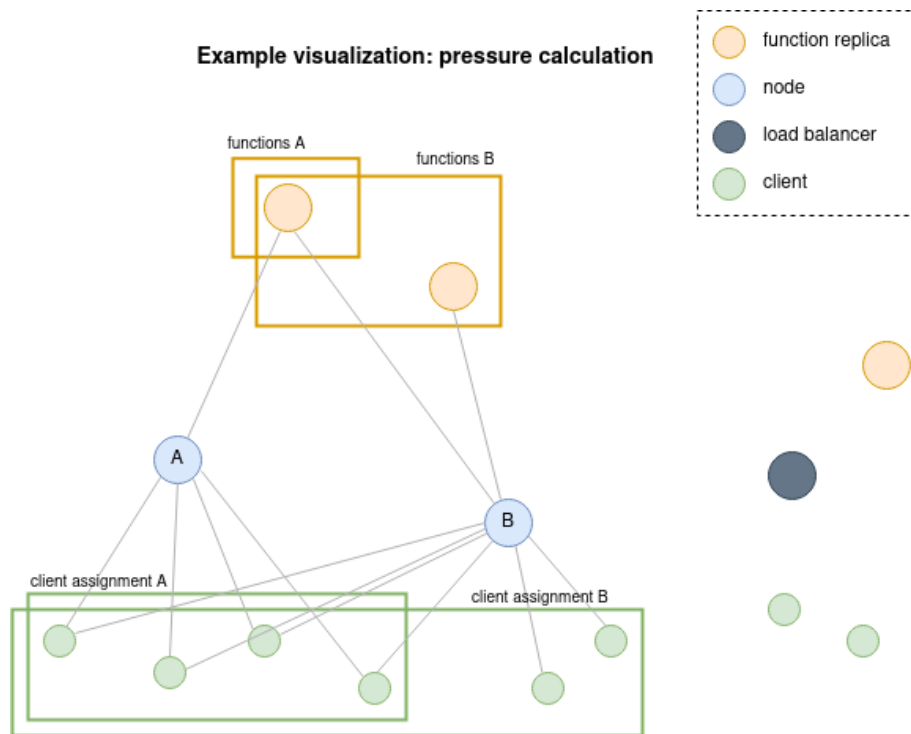 Example visualization: pressure calculation
function replica
node
load balancer
client
functions A
functions B
A
B
client assignment A
client assignment B